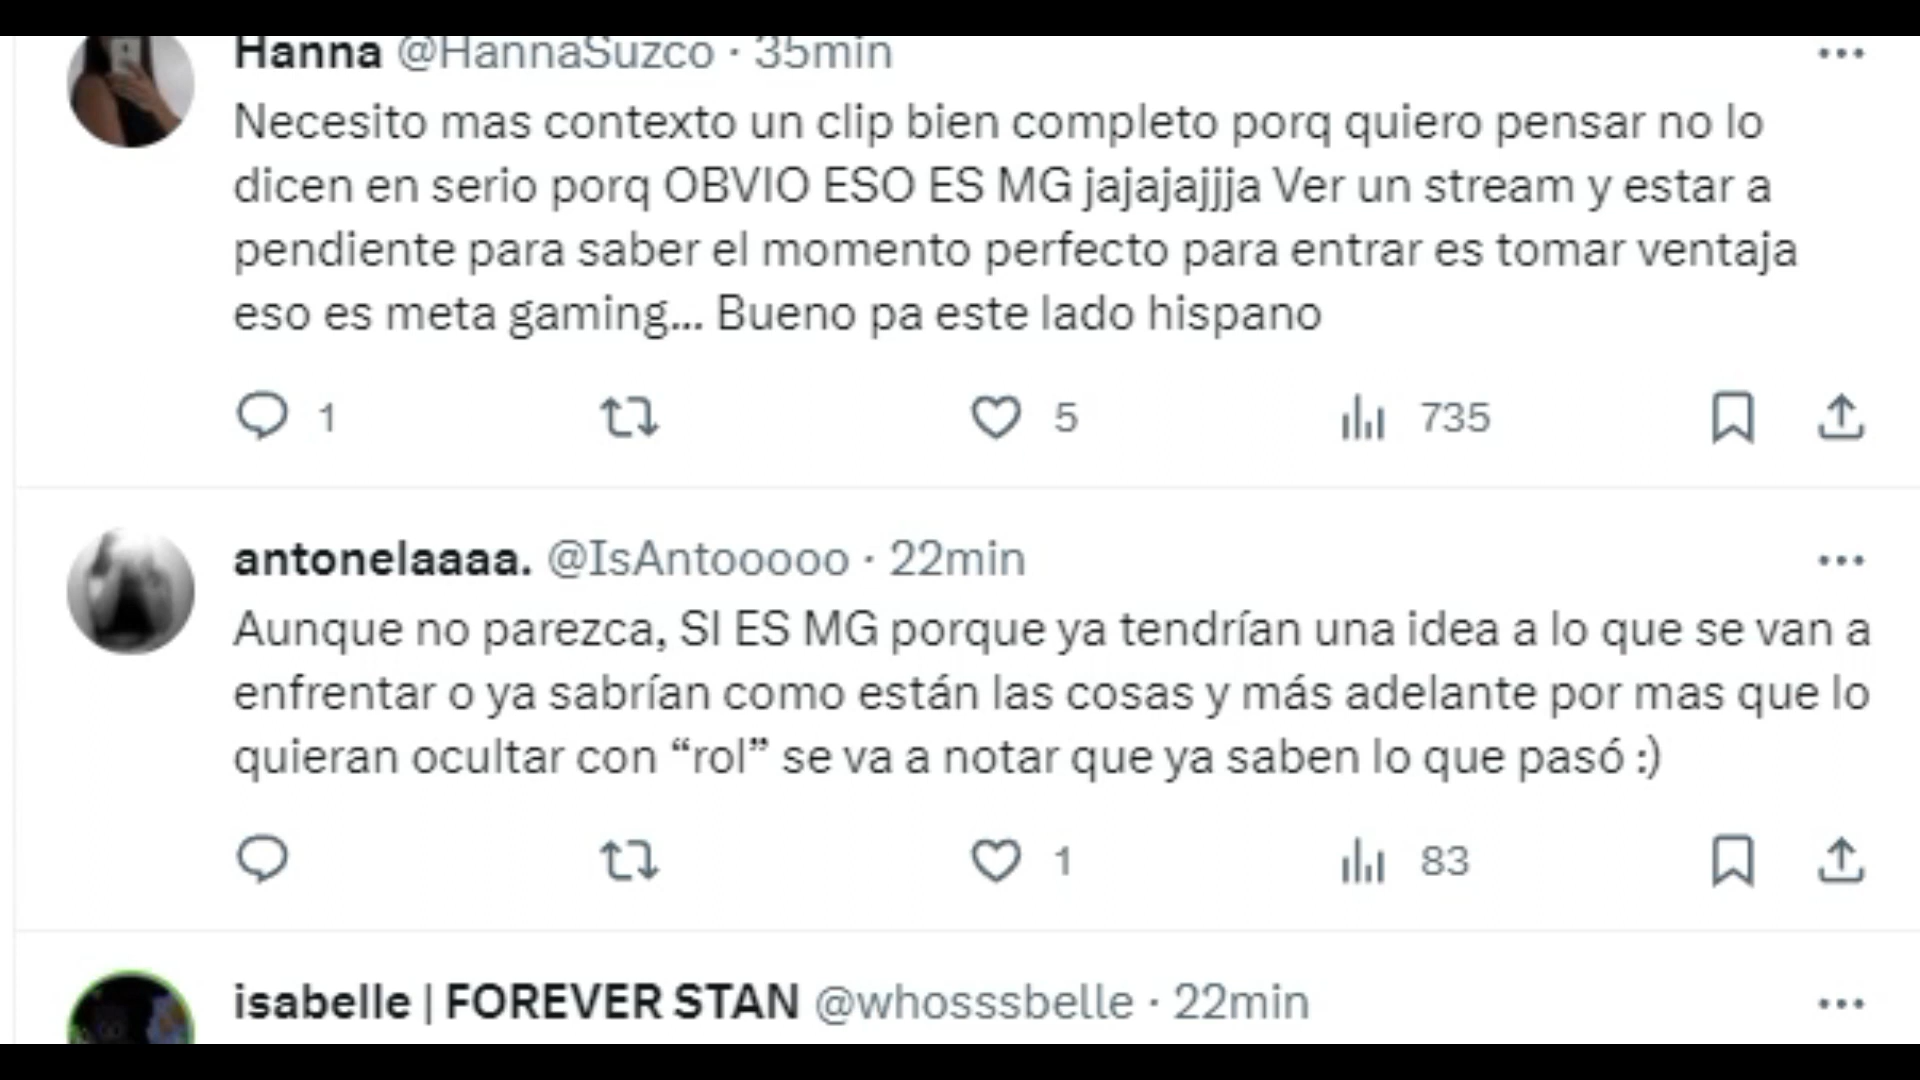 Hanna @HannaSuzco · 35min
Necesito mas contexto un clip bien completo porq quiero pensar no lo
dicen en serio porq OBVIO ESO ES MG jajajajjja Ver un stream y estar a
pendiente para saber el momento perfecto para entrar es tomar ventaja
eso es meta gaming... Bueno pa este lado hispano
1 5 735
antonelaaaa. @IsAntooooo · 22min
Aunque no parezca, SI ES MG porque ya tendrían una idea a lo que se van a
enfrentar o ya sabrían como están las cosas y más adelante por mas que lo
quieran ocultar con “rol” se va a notar que ya saben lo que pasó :)
1 83
isabelle | FOREVER STAN @whosssbelle · 22min